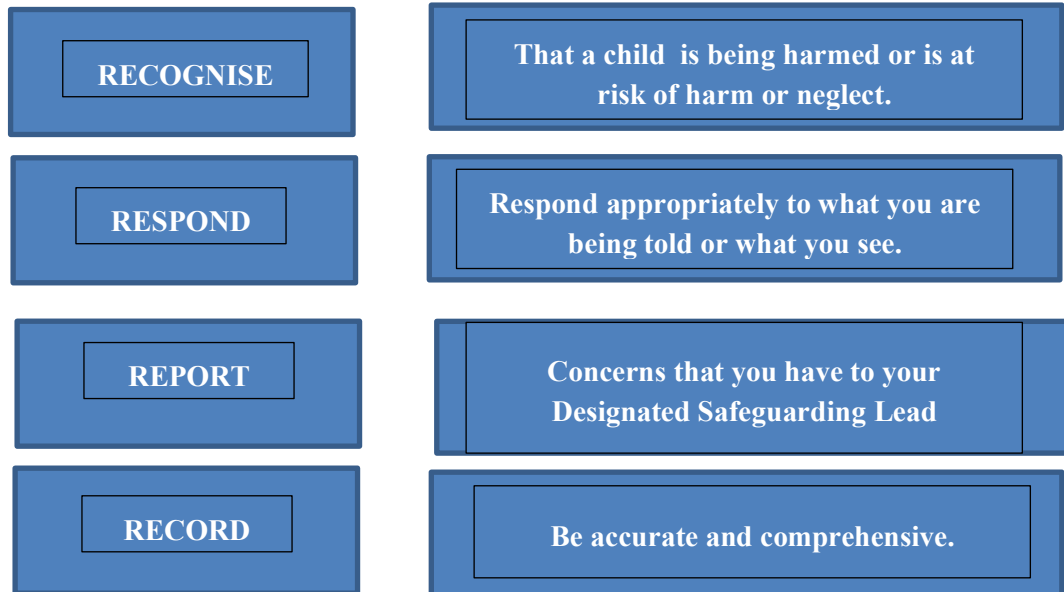 RECOGNISE
That a child  is being harmed or is at
risk of harm or neglect.
RESPOND
Respond appropriately to what you are
being told or what you see.
REPORT
Concerns that you have to your
Designated Safeguarding Lead
RECORD
Be accurate and comprehensive.